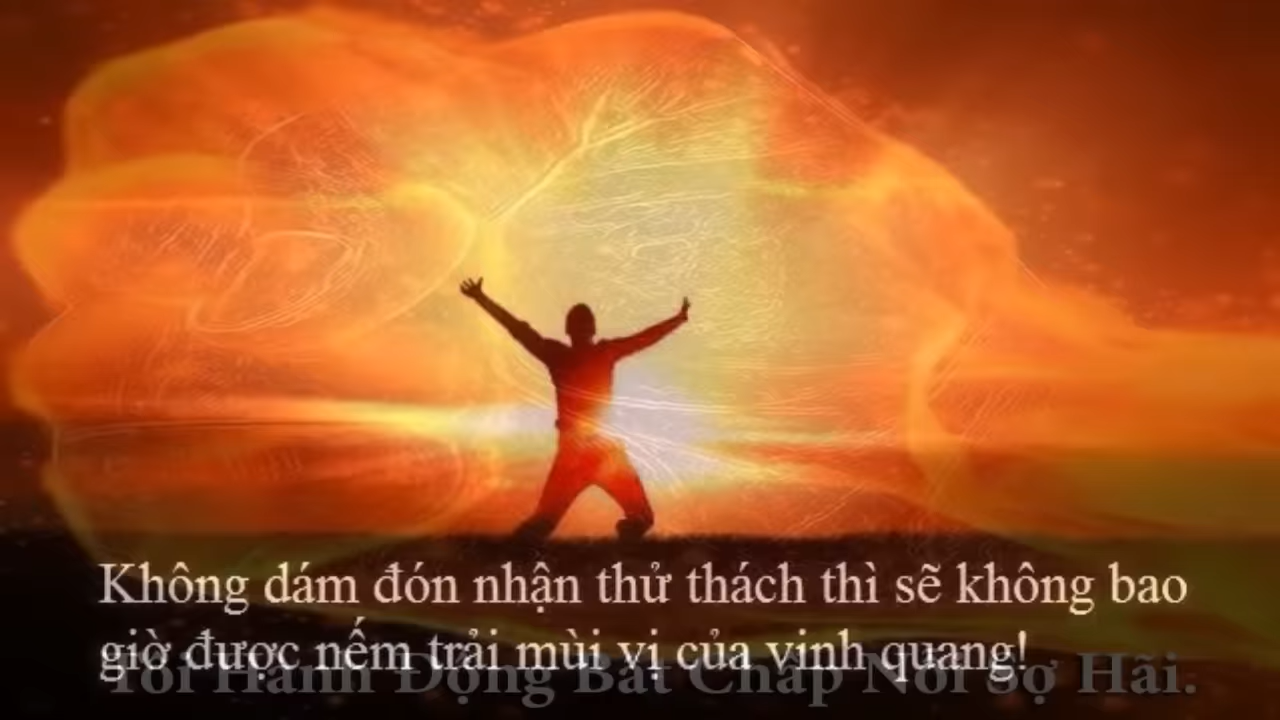 Không dám đón nhận thử thách thì sẽ không bao
giờ được nếm trải mùi vị của vinh quang!
Tôi Hành Động Bất Chấp Nỗi Sợ Hãi.